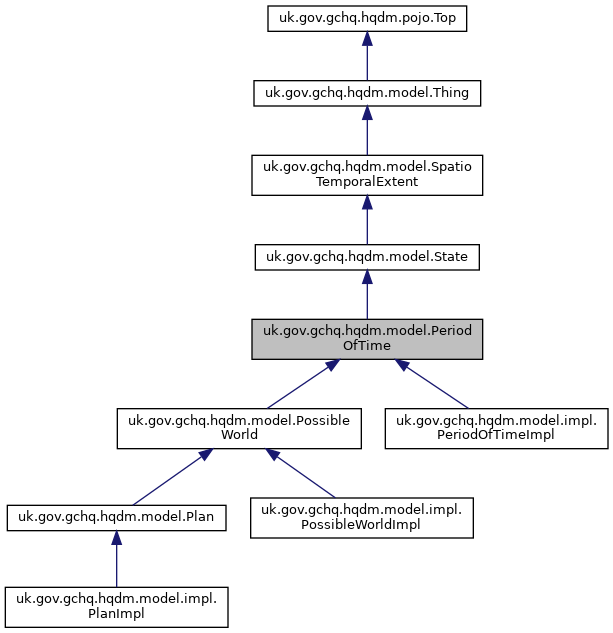 uk.gov.gchq.hqdm.pojo.Top
uk.gov.gchq.hqdm.model.Thing
uk.gov.gchq.hqdm.model.Spatio
TemporalExtent
uk.gov.gchq.hqdm.model.State
uk.gov.gchq.hqdm.model.Period
OfTime
uk.gov.gchq.hqdm.model.Possible
World
uk.gov.gchq.hqdm.model.impl.
PeriodOfTimeImpl
uk.gov.gchq.hqdm.model.Plan
uk.gov.gchq.hqdm.model.impl.
PossibleWorldImpl
uk.gov.gchq.hqdm.model.impl.
PlanImpl